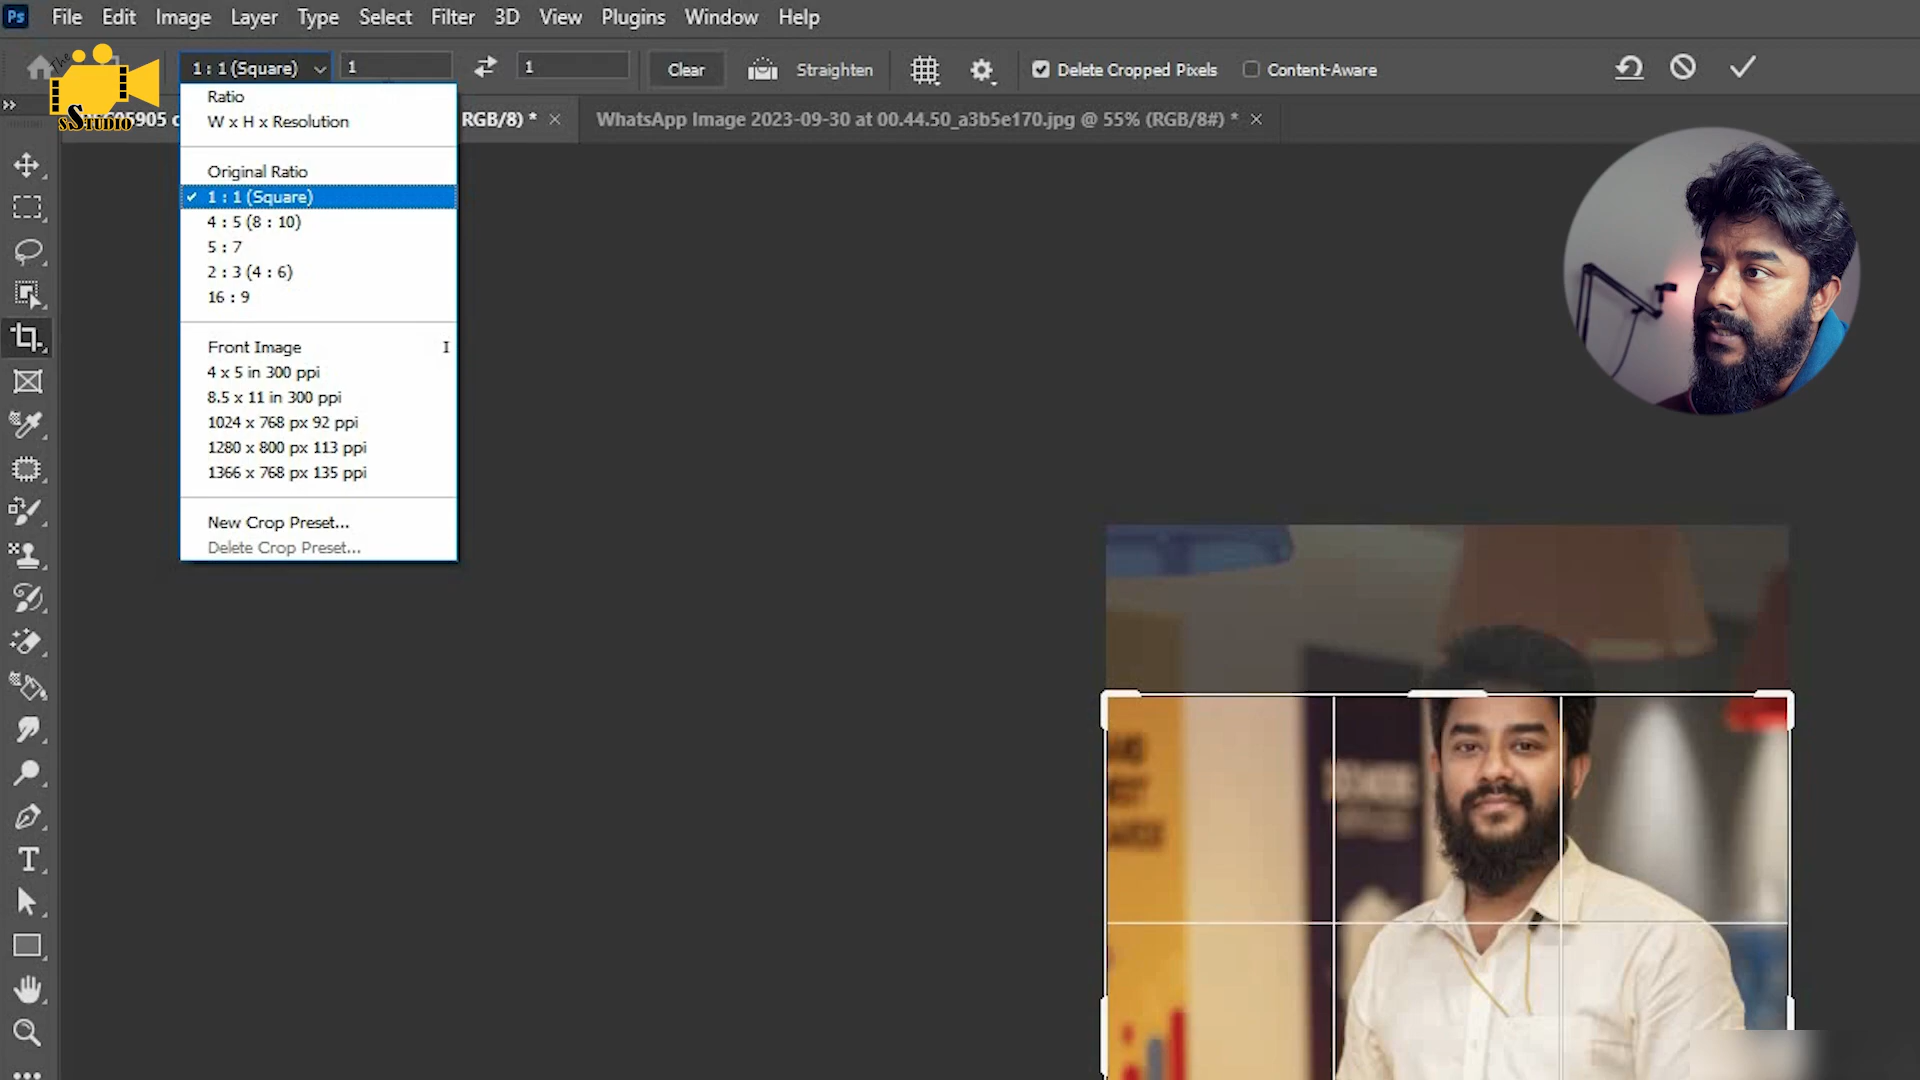 Ps File Edit Image Layer Type Select Filter 3D View Plugins Window Help
1 : 1 (Square) 1 1 Clear Straighten Delete Cropped Pixels Content-Aware
The
sStudio
RGB/8) * ×
WhatsApp Image 2023-09-30 at 00.44.50_a3b5e170.jpg @ 55% (RGB/8#) * ×
Ratio
W x H x Resolution
Original Ratio
1 : 1 (Square)
4 : 5 (8 : 10)
5 : 7
2 : 3 (4 : 6)
16 : 9
Front Image I
4 x 5 in 300 ppi
8.5 x 11 in 300 ppi
1024 x 768 px 92 ppi
1280 x 800 px 113 ppi
1366 x 768 px 135 ppi
New Crop Preset...
Delete Crop Preset...